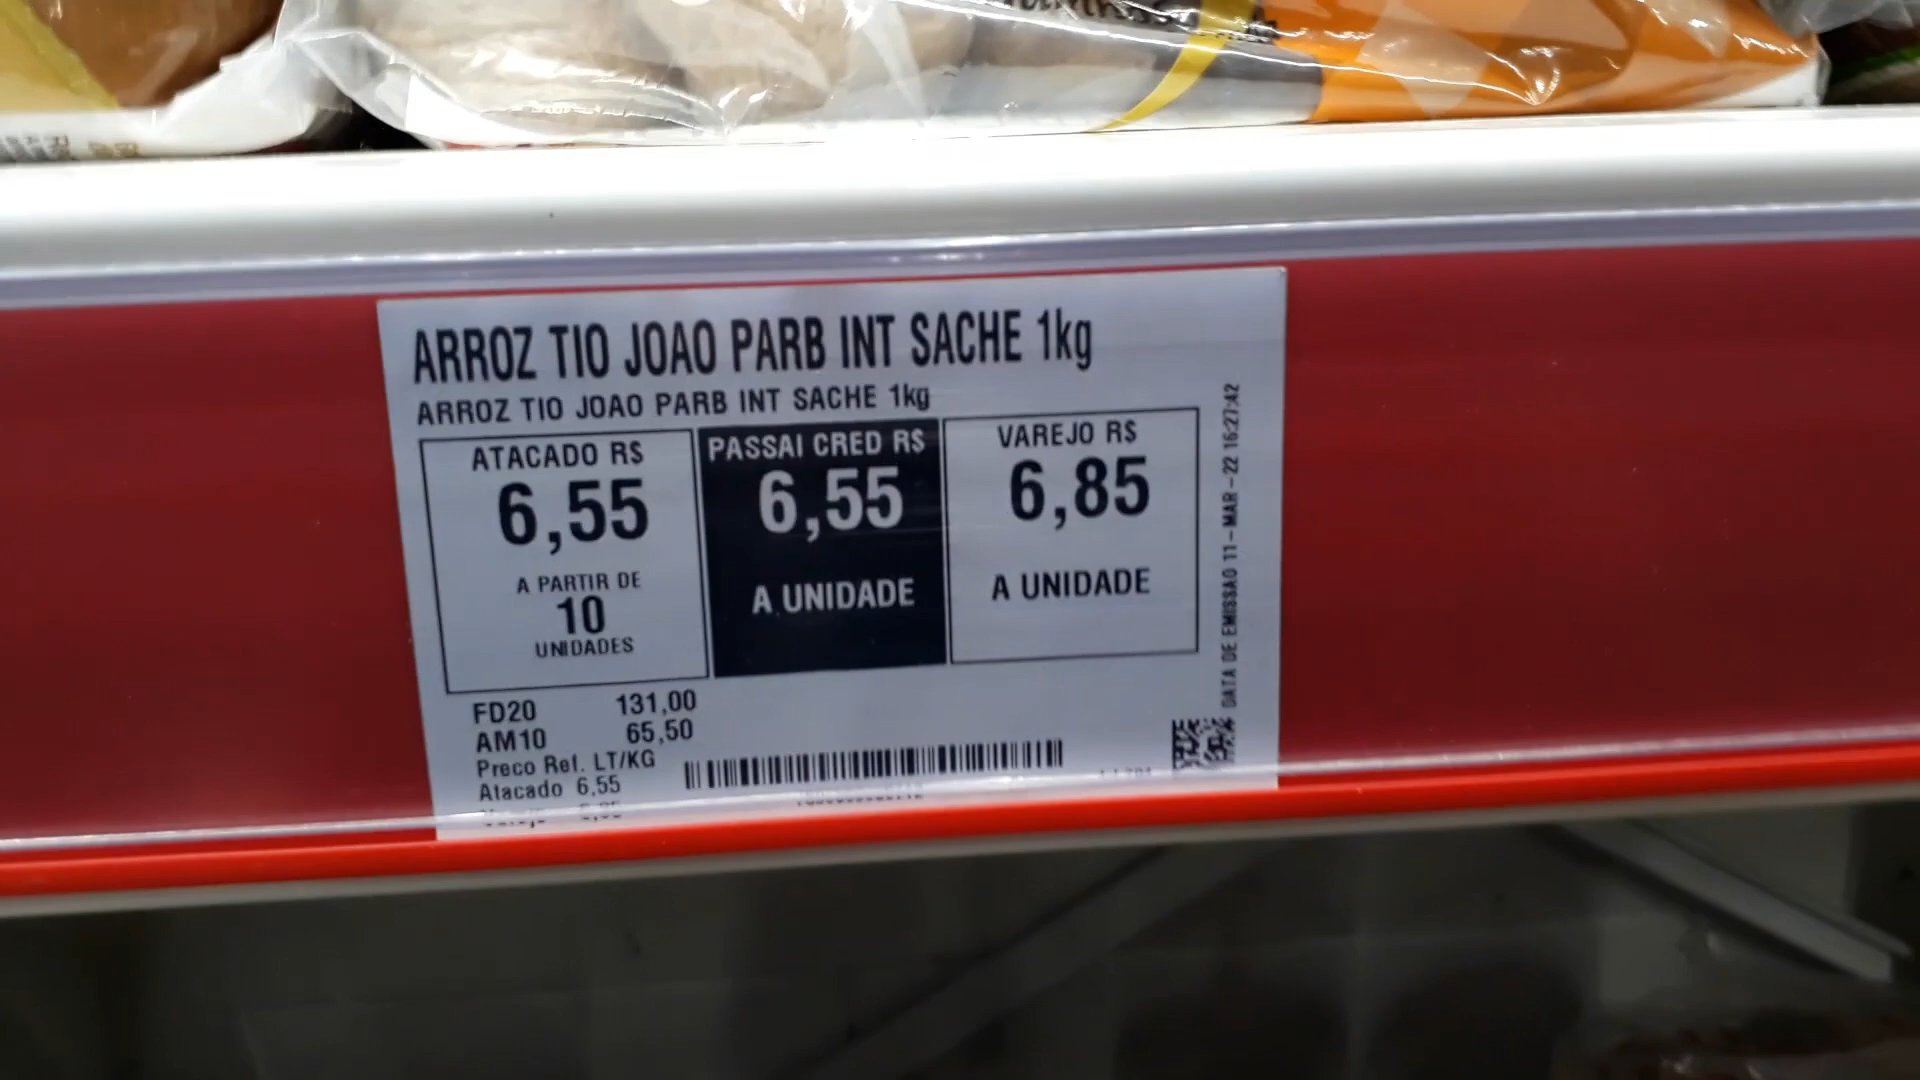 ARROZ TIO JOAO PARB INT SACHE 1kg
ARROZ TIO JOAO PARB INT SACHE 1kg
ATACADO R$
6,55
A PARTIR DE
10
UNIDADES
PASSAI CRED R$
6,55
A UNIDADE
VAREJO R$
6,85
A UNIDADE
FD20 131,00
AM10 65,50
Preco Ref. LT/KG
Atacado 6,55
DATA DE EMISSAO 11-MAR-22 16:27:42